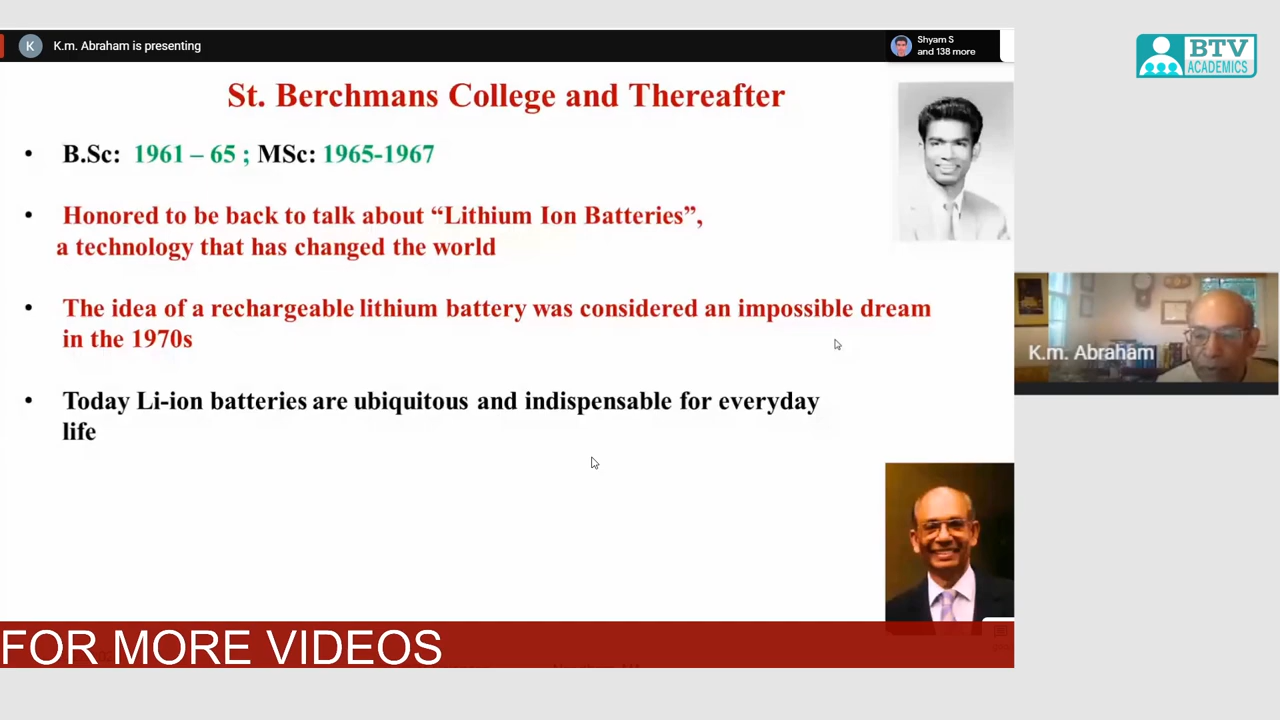 K
K.m. Abraham is presenting
Shyam S
and 138 more
BTV
ACADEMICS
St. Berchmans College and Thereafter
• B.Sc: 1961 – 65 ; MSc: 1965-1967
• Honored to be back to talk about “Lithium Ion Batteries”,
a technology that has changed the world
• The idea of a rechargeable lithium battery was considered an impossible dream
in the 1970s
K.m. Abraham
• Today Li-ion batteries are ubiquitous and indispensable for everyday
life
FOR MORE VIDEOS